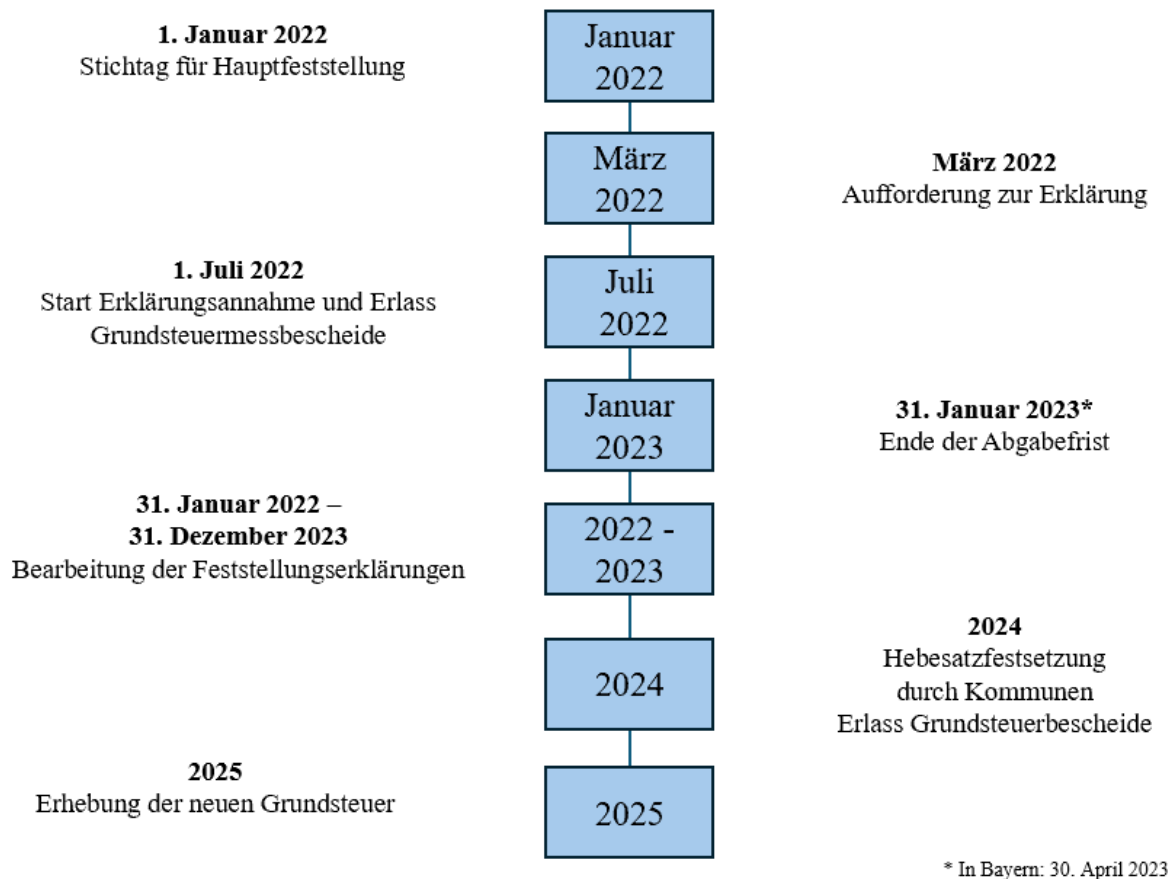 1. Januar 2022
Stichtag für Hauptfeststellung
Januar
2022
März
2022
März 2022
Aufforderung zur Erklärung
1. Juli 2022
Start Erklärungsannahme und Erlass
Grundsteuermessbescheide
Juli
2022
Januar
2023
31. Januar 2023*
Ende der Abgabefrist
31. Januar 2022 –
31. Dezember 2023
Bearbeitung der Feststellungserklärungen
2022 -
2023
2024
2024
Hebesatzfestsetzung
durch Kommunen
Erlass Grundsteuerbescheide
2025
Erhebung der neuen Grundsteuer
2025
* In Bayern: 30. April 2023